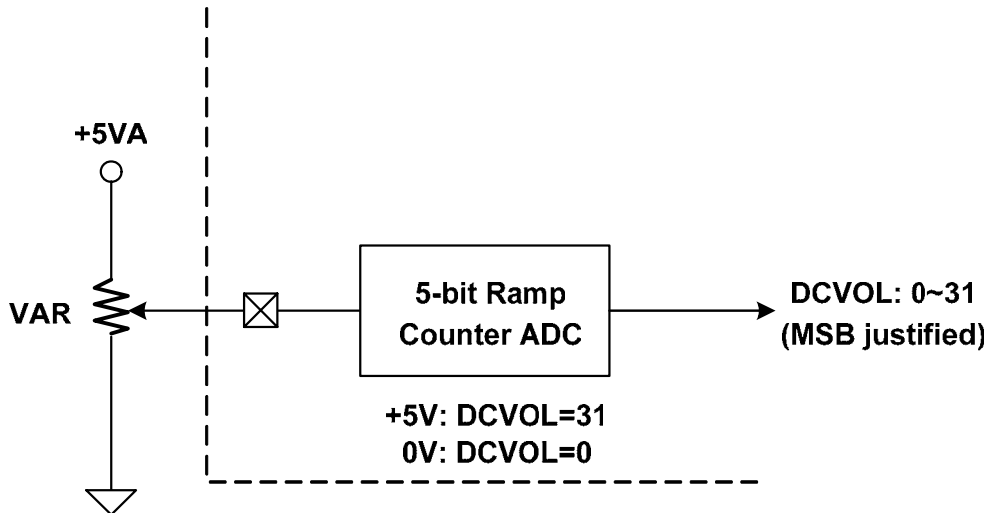 +5VA
VAR
5-bit Ramp
Counter ADC
DCVOL: 0~31
(MSB justified)
+5V: DCVOL=31
0V: DCVOL=0